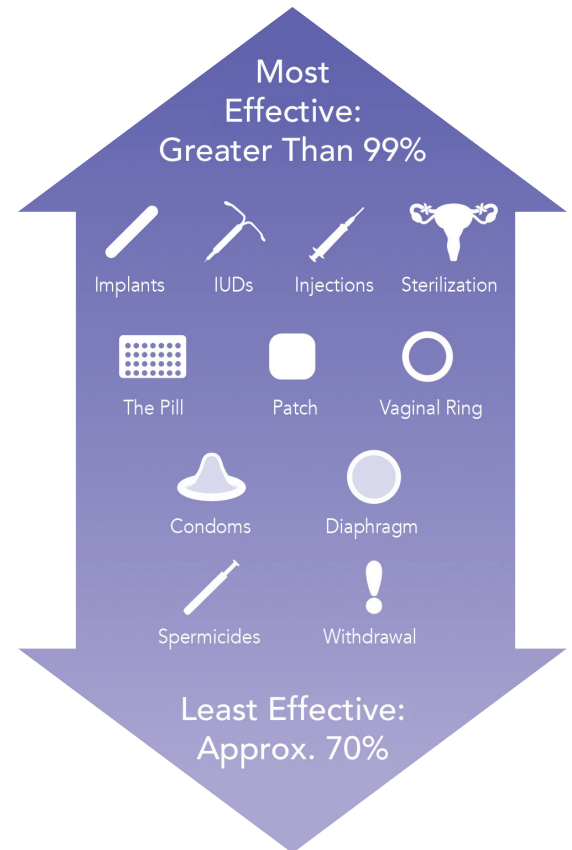 Most
Effective:
Greater Than 99%
Implants IUDs Injections Sterilization
The Pill Patch Vaginal Ring
Condoms Diaphragm
Spermicides Withdrawal
Least Effective:
Approx. 70%